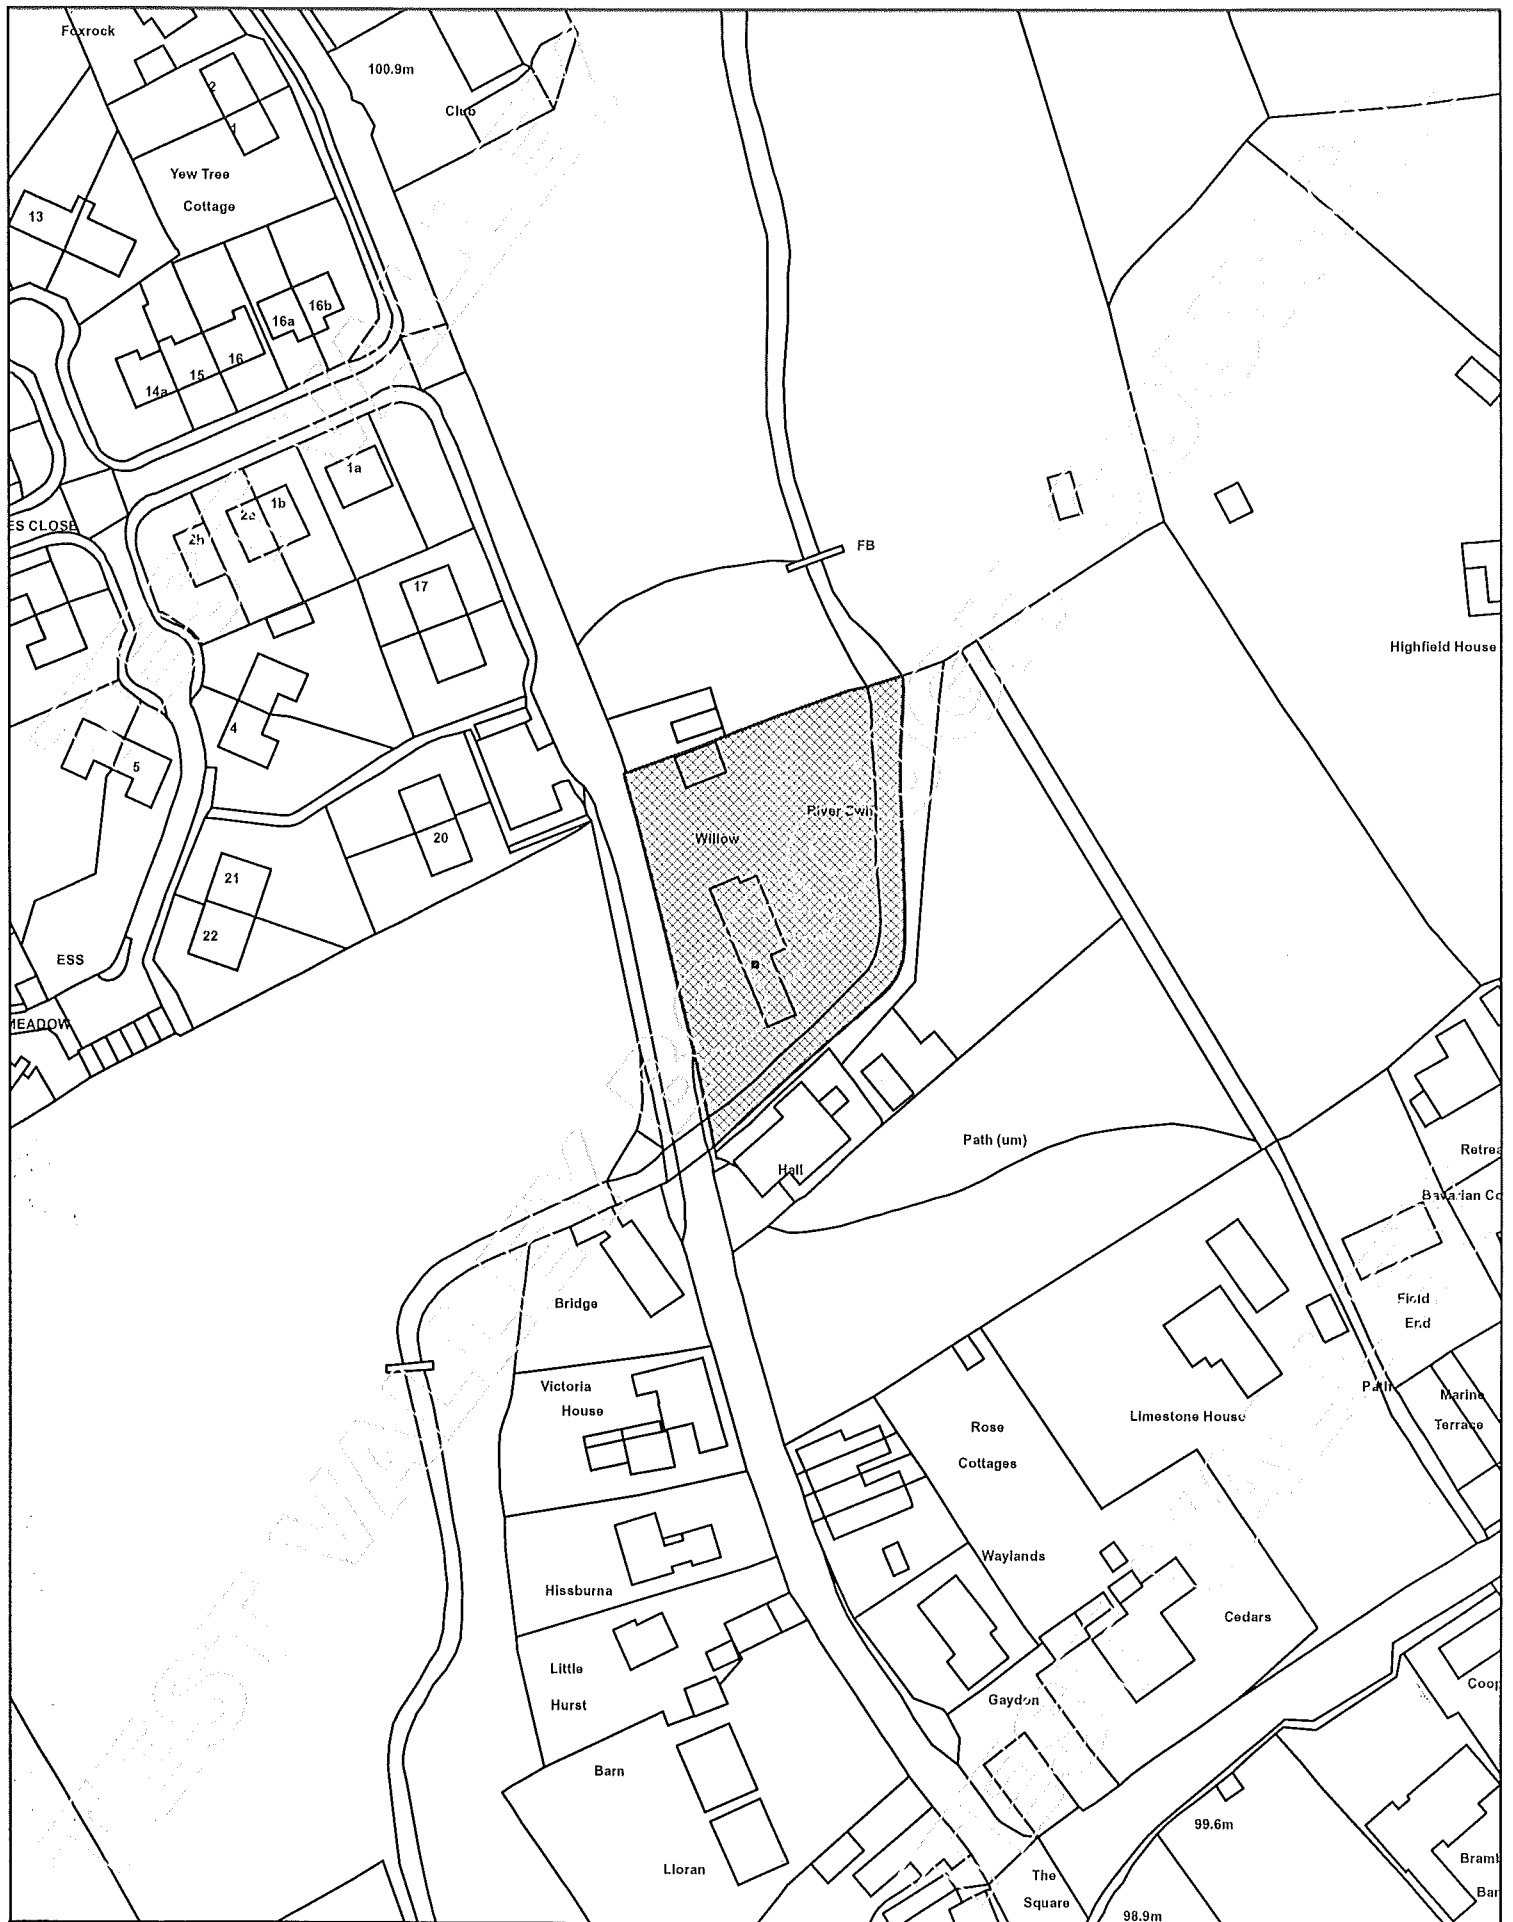 Foxrock
100.9m
Club
2
1
Yew Tree
Cottage
13
16b
16a
16
15
14a
1a
1b
2a
2b
ES CLOSE
FB
17
Highfield House
4
5
River
Willow
20
21
22
ESS
MEADOW
Path (um)
Hall
Retrea
Bavarian Co
Bridge
Field
End
Victoria
House
Path
Marine
Terrace
Limestone House
Rose
Cottages
Waylands
Hissburna
Cedars
Little
Hurst
Gaydon
Coop
Barn
99.6m
Lloran
The
Square
Bramb
Bar
98.9m